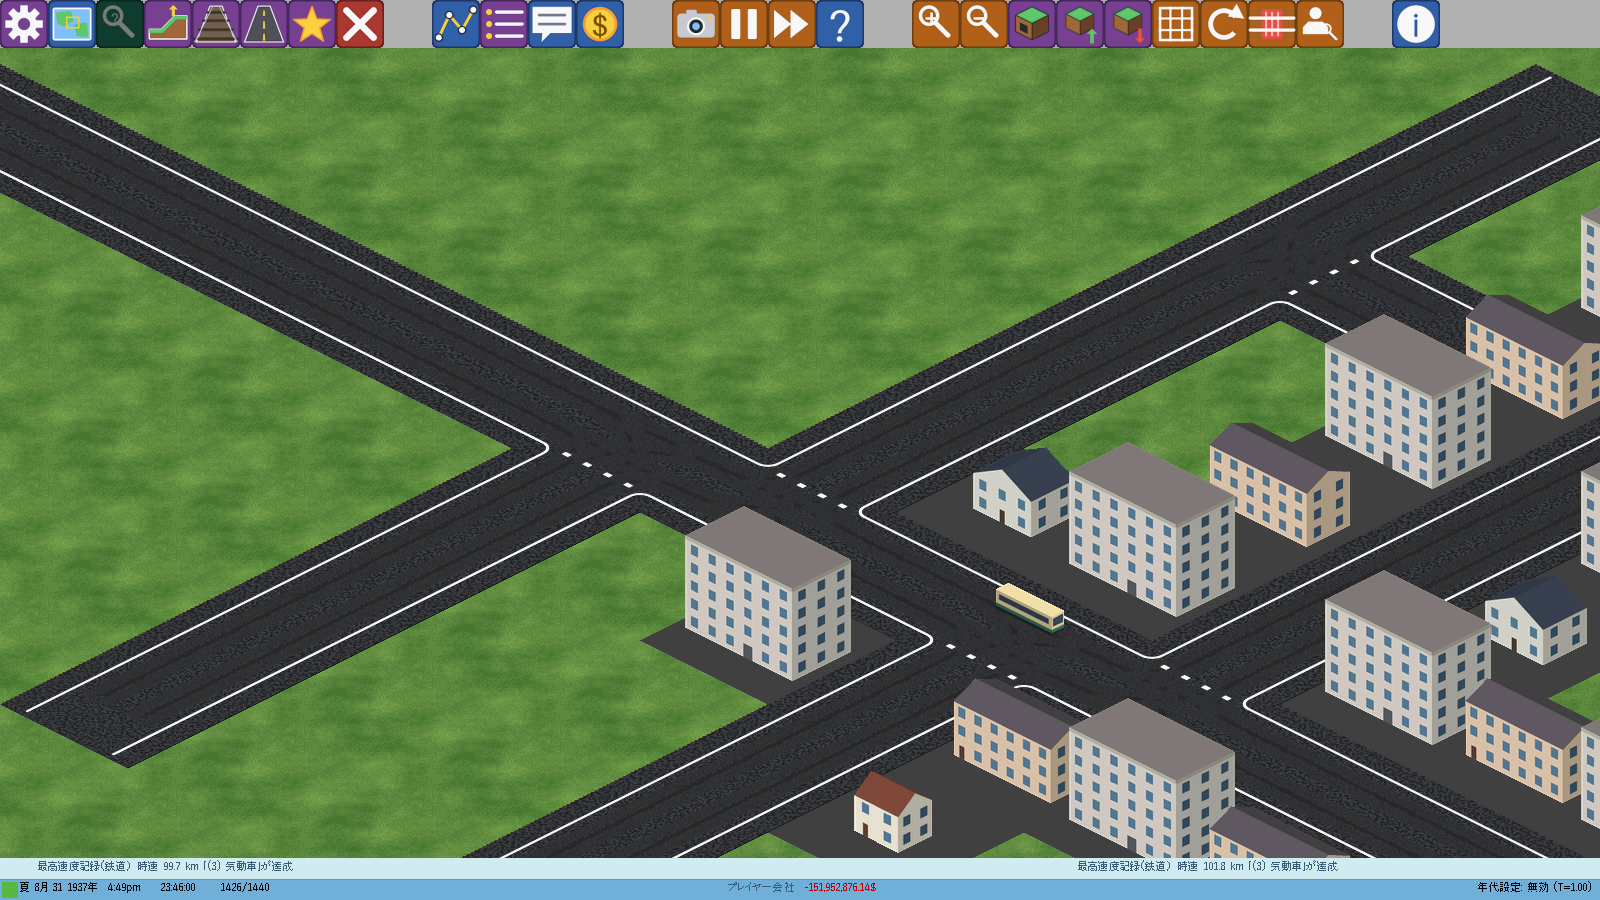 最高速度記録(鉄道) 時速 99.7 km ｢(3) 気動車｣が達成
最高速度記録(鉄道) 時速 101.8 km ｢(3) 気動車｣が達成
夏 8月 31 1937年 4:49pm 23:46:00 1426/1440
プレイヤー会社 -151,952,876.14$
年代設定: 無効 (T=1.00)